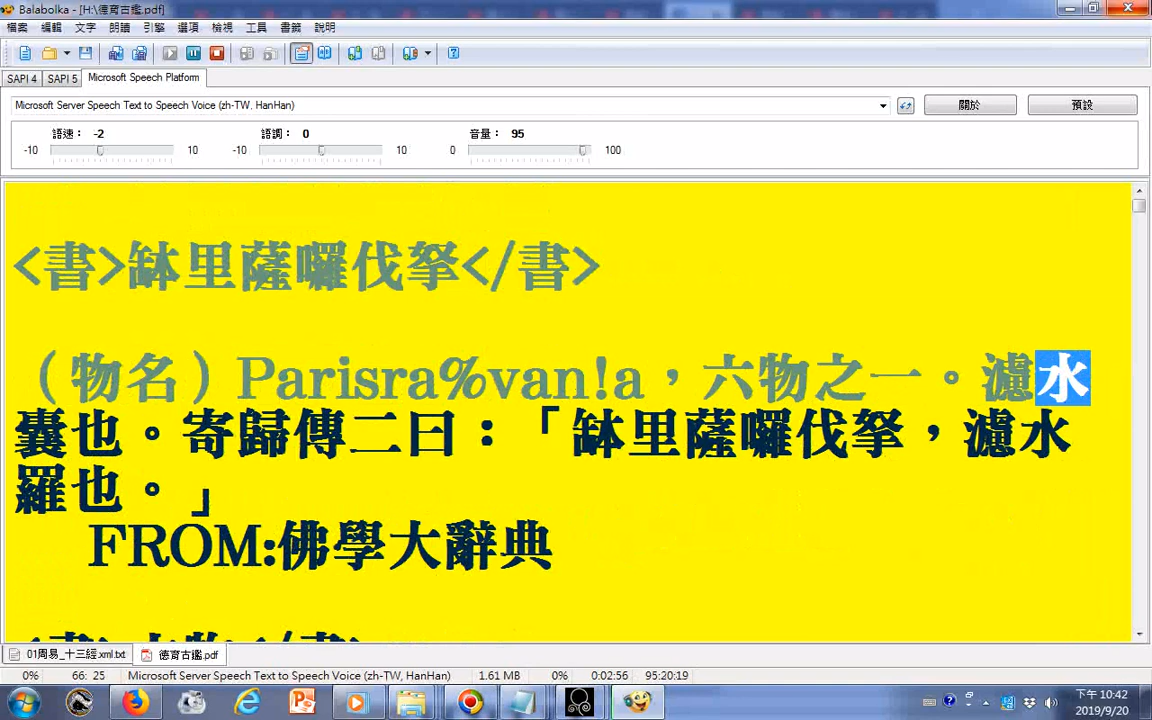 Balabolka - [H:\德育古鑑.pdf]
檔案 編輯 文字 朗讀 引擎 選項 檢視 工具 書籤 說明
SAPI 4 SAPI 5 Microsoft Speech Platform
Microsoft Server Speech Text to Speech Voice (zh-TW, HanHan) 關於 預設
語速： -2 語調： 0 音量： 95
-10 10 -10 10 0 100
<書>缽里薩囉伐拏</書>
（物名）Parisra%van!a，六物之一。濾水
囊也。寄歸傳二曰：「缽里薩囉伐拏，濾水
羅也。」
FROM:佛學大辭典
01周易_十三經.xml.txt 德育古鑑.pdf
0% 66: 25 Microsoft Server Speech Text to Speech Voice (zh-TW, HanHan) 1.61 MB 0% 0:02:56 95:20:19
下午 10:42
2019/9/20